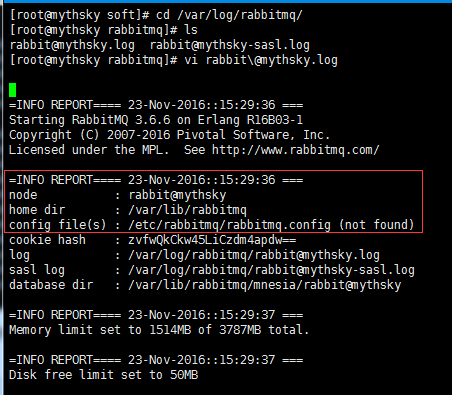 [root@mythsky soft]# cd /var/log/rabbitmq/
[root@mythsky rabbitmq]# ls
rabbit@mythsky.log  rabbit@mythsky-sasl.log
[root@mythsky rabbitmq]# vi rabbit\@mythsky.log
=INFO REPORT==== 23-Nov-2016::15:29:36 ===
Starting RabbitMQ 3.6.6 on Erlang R16B03-1
Copyright (C) 2007-2016 Pivotal Software, Inc.
Licensed under the MPL.  See http://www.rabbitmq.com/
=INFO REPORT==== 23-Nov-2016::15:29:36 ===
node           : rabbit@mythsky
home dir       : /var/lib/rabbitmq
config file(s) : /etc/rabbitmq/rabbitmq.config (not found)
cookie hash    : zvfwQkCkw45LiCzdm4apdw==
log            : /var/log/rabbitmq/rabbit@mythsky.log
sasl log       : /var/log/rabbitmq/rabbit@mythsky-sasl.log
database dir   : /var/lib/rabbitmq/mnesia/rabbit@mythsky
=INFO REPORT==== 23-Nov-2016::15:29:37 ===
Memory limit set to 1514MB of 3787MB total.
=INFO REPORT==== 23-Nov-2016::15:29:37 ===
Disk free limit set to 50MB